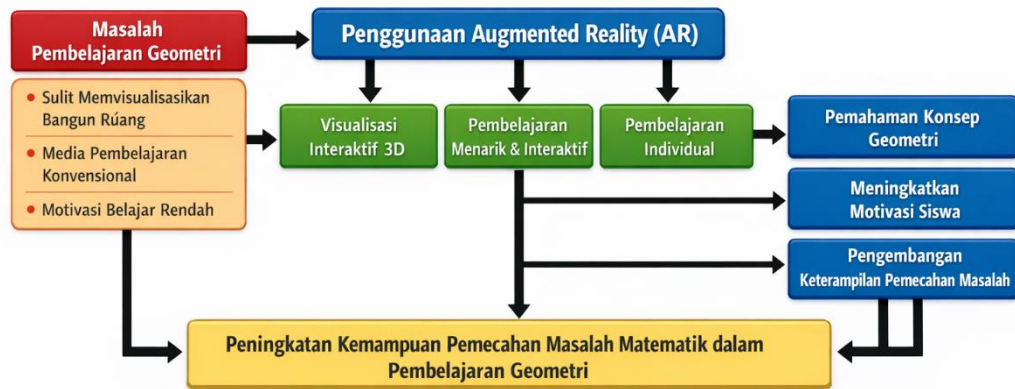 Masalah
Pembelajaran Geometri
Penggunaan Augmented Reality (AR)
• Sulit Memvisualisasikan
Bangun Rúang
• Media Pembelajaran
Konvensional
• Motivasi Belajar Rendah
Visualisasi
Interaktif 3D
Pembelajaran
Menarik & Interaktif
Pembelajaran
Individual
Pemahaman Konsep
Geometri
Meningkatkan
Motivasi Siswa
Pengembangan
Keterampilan Pemecahan Masalah
Peningkatan Kemampuan Pemecahan Masalah Matematik dalam
Pembelajaran Geometri